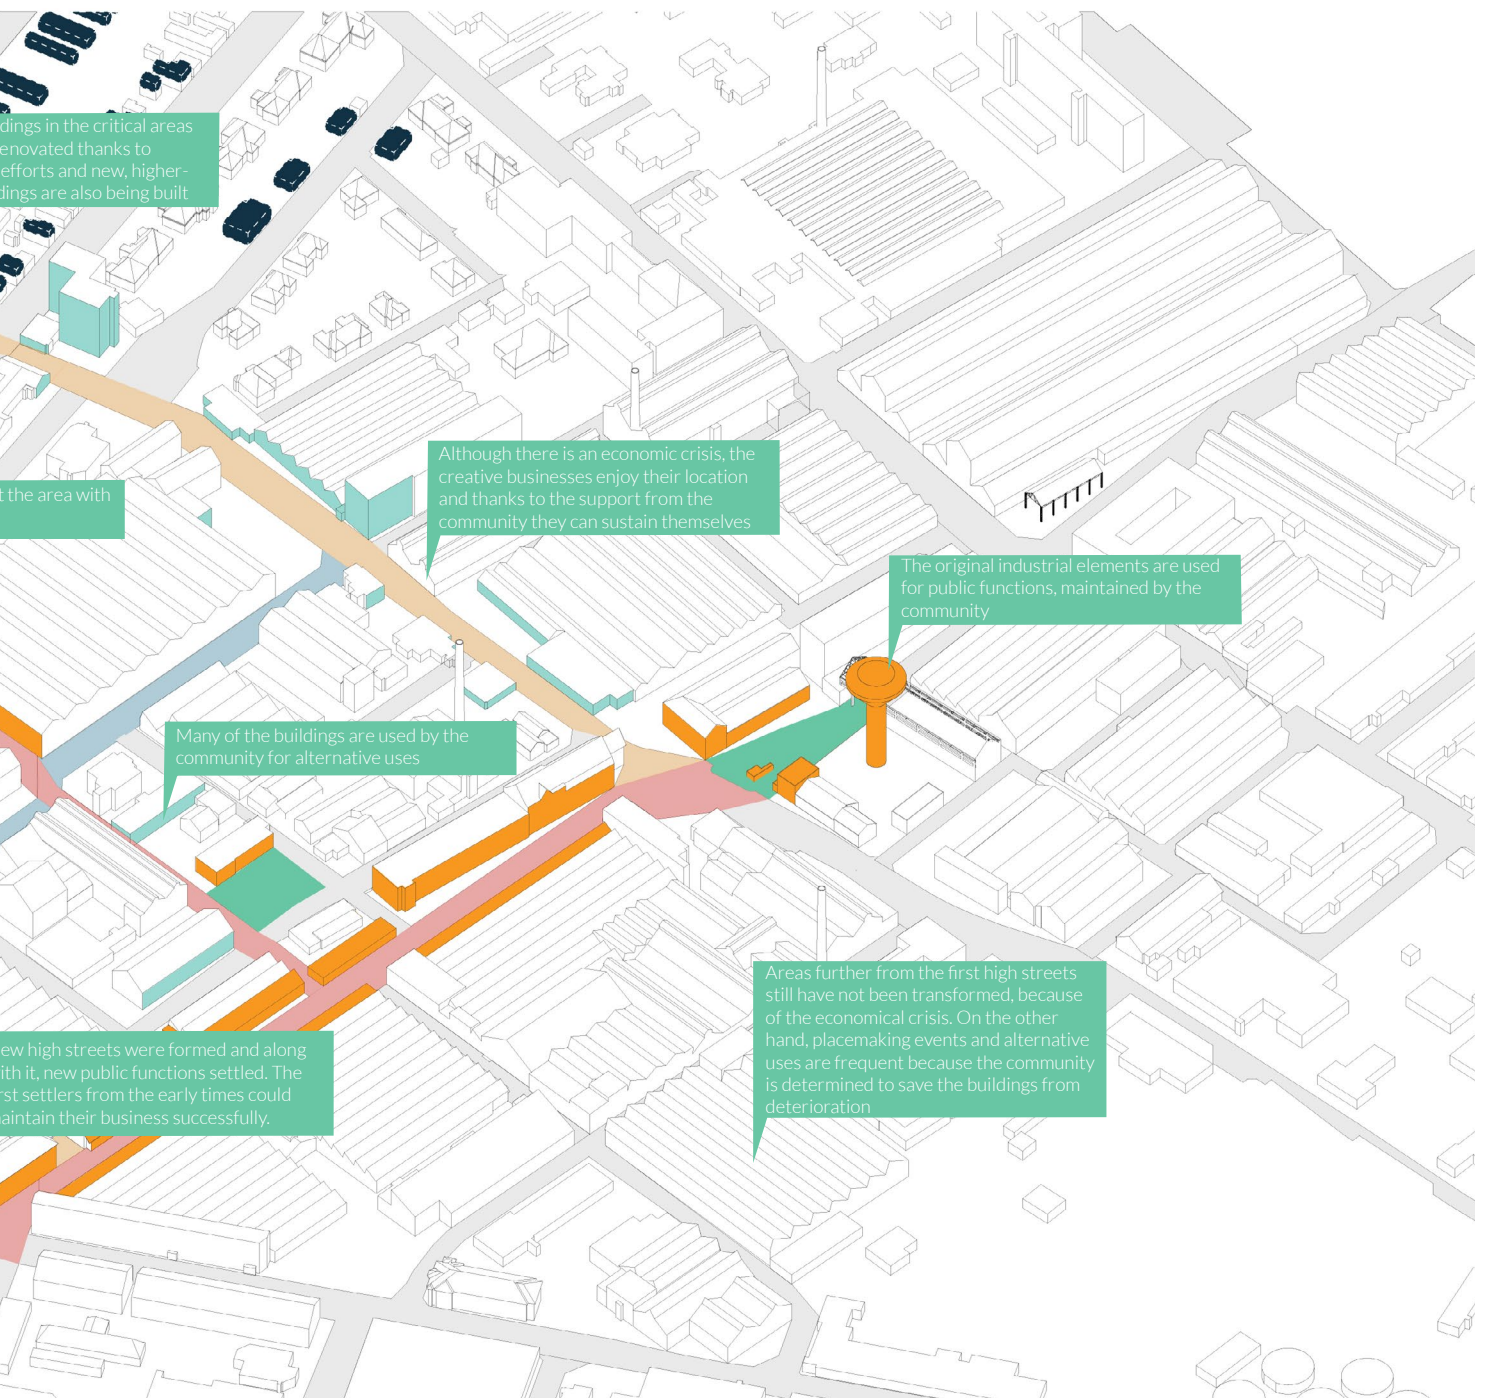 dings in the critical areas
enovated thanks to
efforts and new, higher-
dings are also being built
Although there is an economic crisis, the
creative businesses enjoy their location
and thanks to the support from the
community they can sustain themselves
t the area with
The original industrial elements are used
for public functions, maintained by the
community
Many of the buildings are used by the
community for alternative uses
Areas further from the first high streets
still have not been transformed, because
of the economical crisis. On the other
hand, placemaking events and alternative
uses are frequent because the community
is determined to save the buildings from
deterioration
ew high streets were formed and along
ith it, new public functions settled. The
rst settlers from the early times could
aintain their business successfully.